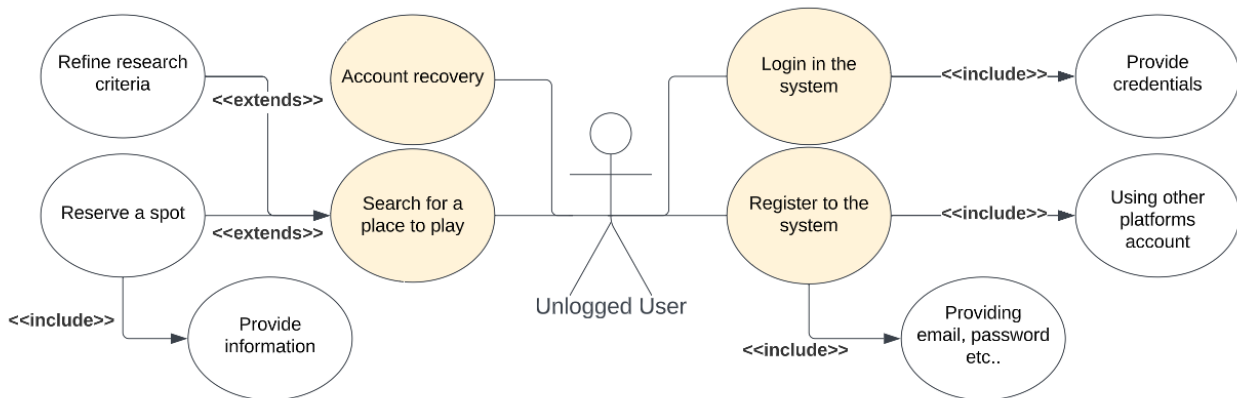 Refine research
criteria
<<extends>>
Account recovery
Login in the
system
<<include>>
Provide
credentials
Reserve a spot
<<extends>>
Search for a
place to play
Register to the
system
<<include>>
Using other
platforms
account
Unlogged User
<<include>>
Provide
information
<<include>>
Providing
email, password
etc..